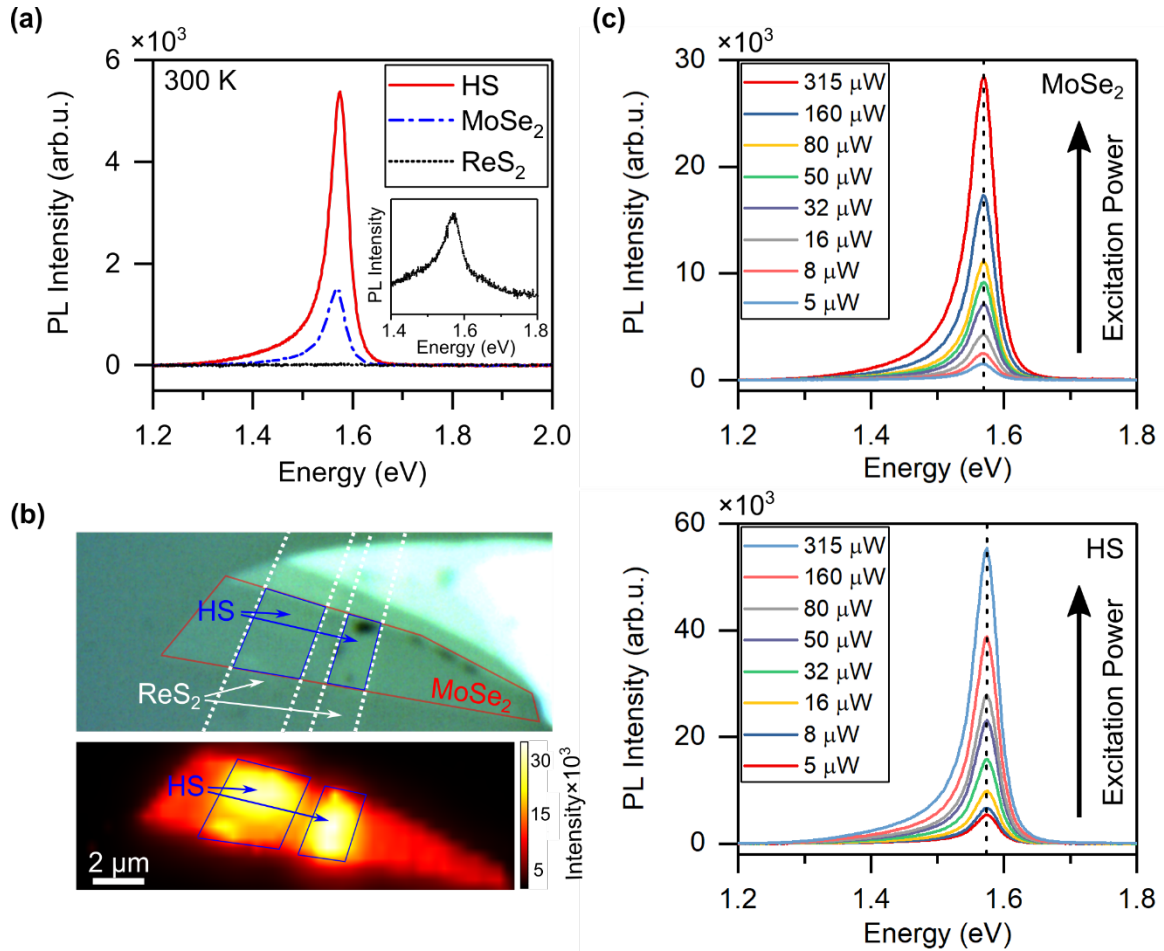 (a)
×10³
6
4
2
0
PL Intensity (arb.u.)
300 K
HS
MoSe₂
ReS₂
PL Intensity
1.4 1.6 1.8
Energy (eV)
1.2 1.4 1.6 1.8 2.0
Energy (eV)
(b)
HS
ReS₂
MoSe₂
HS
2 μm
30
15
5
Intensity×10³
(c)
×10³
30
20
10
0
PL Intensity (arb.u.)
315 μW
160 μW
80 μW
50 μW
32 μW
16 μW
8 μW
5 μW
MoSe₂
Excitation Power
1.2 1.4 1.6 1.8
Energy (eV)
×10³
60
40
20
0
PL Intensity (arb.u.)
315 μW
160 μW
80 μW
50 μW
32 μW
16 μW
8 μW
5 μW
HS
Excitation Power
1.2 1.4 1.6 1.8
Energy (eV)